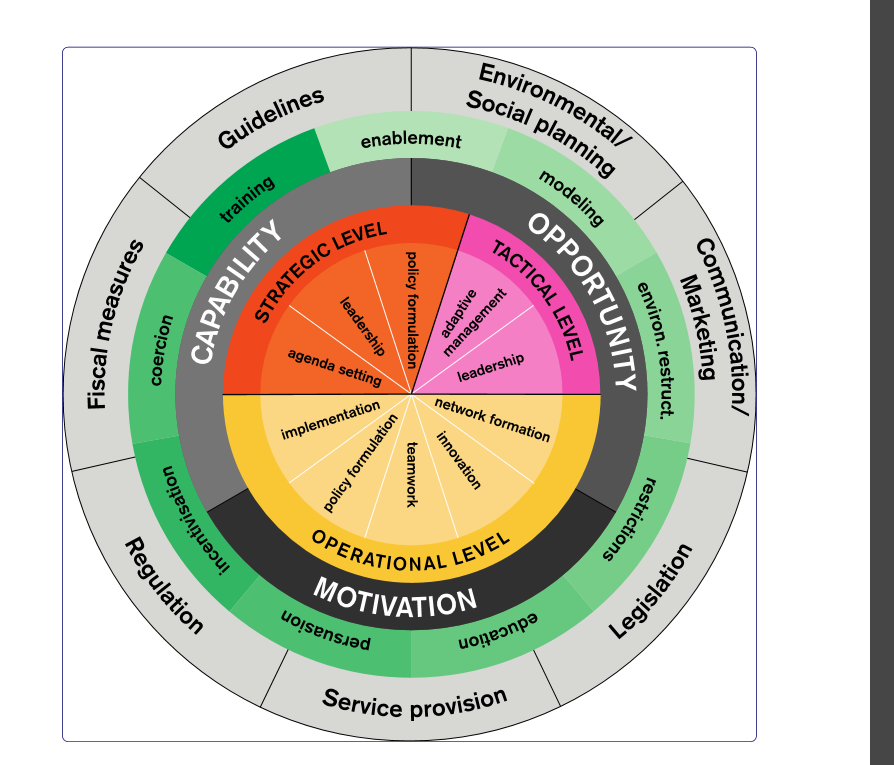 Environmental/
Social planning
Communication/
Marketing
Legislation
Service provision
Regulation
Fiscal measures
Guidelines
enablement
modeling
environ. restruct.
restrictions
education
persuasion
incentivisation
coercion
training
CAPABILITY
OPPORTUNITY
MOTIVATION
STRATEGIC LEVEL
TACTICAL LEVEL
OPERATIONAL LEVEL
policy formulation
adaptive
management
leadership
network formation
innovation
teamwork
policy formulation
implementation
agenda setting
leadership